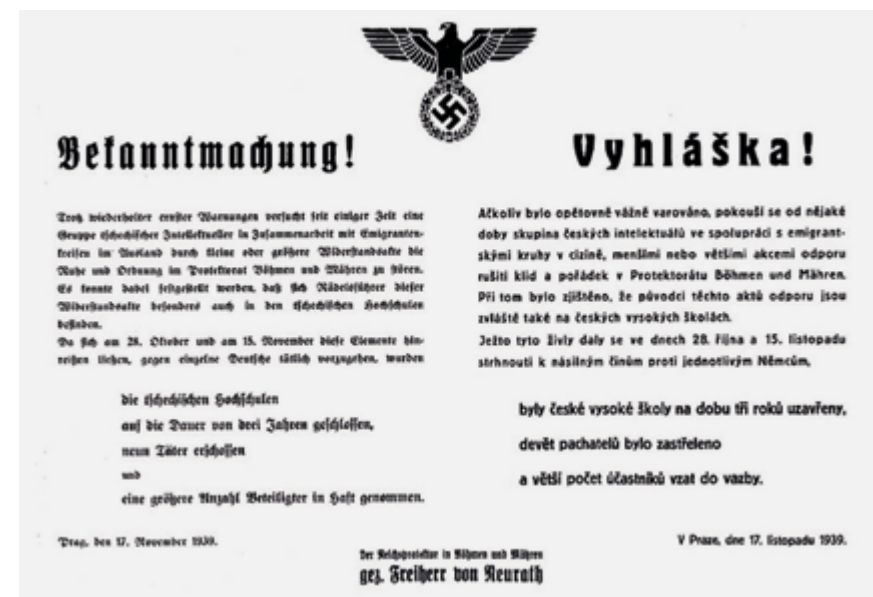 Bekanntmachung!
Trotz wiederholter ernster Warnungen versucht seit einiger Zeit eine
Gruppe tschechischer Intellektueller in Zusammenarbeit mit Emigranten-
kreisen im Ausland durch kleine oder größere Widerstandsakte die
Ruhe und Ordnung im Protektorat Böhmen und Mähren zu stören.
Es konnte dabei festgestellt werden, daß sich Rädelsführer dieser
Widerstandsakte besonders auch in den tschechischen Hochschulen
befinden.
Da sich am 28. Oktober und am 15. November diese Elemente hin-
reißen ließen, gegen einzelne Deutsche tätlich vorzugehen, wurden
die tschechischen Hochschulen
auf die Dauer von drei Jahren geschlossen,
neun Täter erschossen
und
eine größere Anzahl Beteiligter in Haft genommen.
Prag, den 17. November 1939.
Vyhláška!
Ačkoliv bylo opětovně vážně varováno, pokouší se od nějaké
doby skupina českých intelektuálů ve spolupráci s emigrant-
skými kruhy v cizině, menšími nebo většími akcemi odporu
rušiti klid a pořádek v Protektorátu Böhmen und Mähren.
Při tom bylo zjištěno, že původci těchto aktů odporu jsou
zvláště také na českých vysokých školách.
Ježto tyto živly daly se ve dnech 28. října a 15. listopadu
strhnouti k násilným činům proti jednotlivým Němcům,
byly české vysoké školy na dobu tří roků uzavřeny,
devět pachatelů bylo zastřeleno
a větší počet účastníků vzat do vazby.
V Praze, dne 17. listopadu 1939.
Der Reichsprotektor in Böhmen und Mähren
gez. Freiherr von Neurath